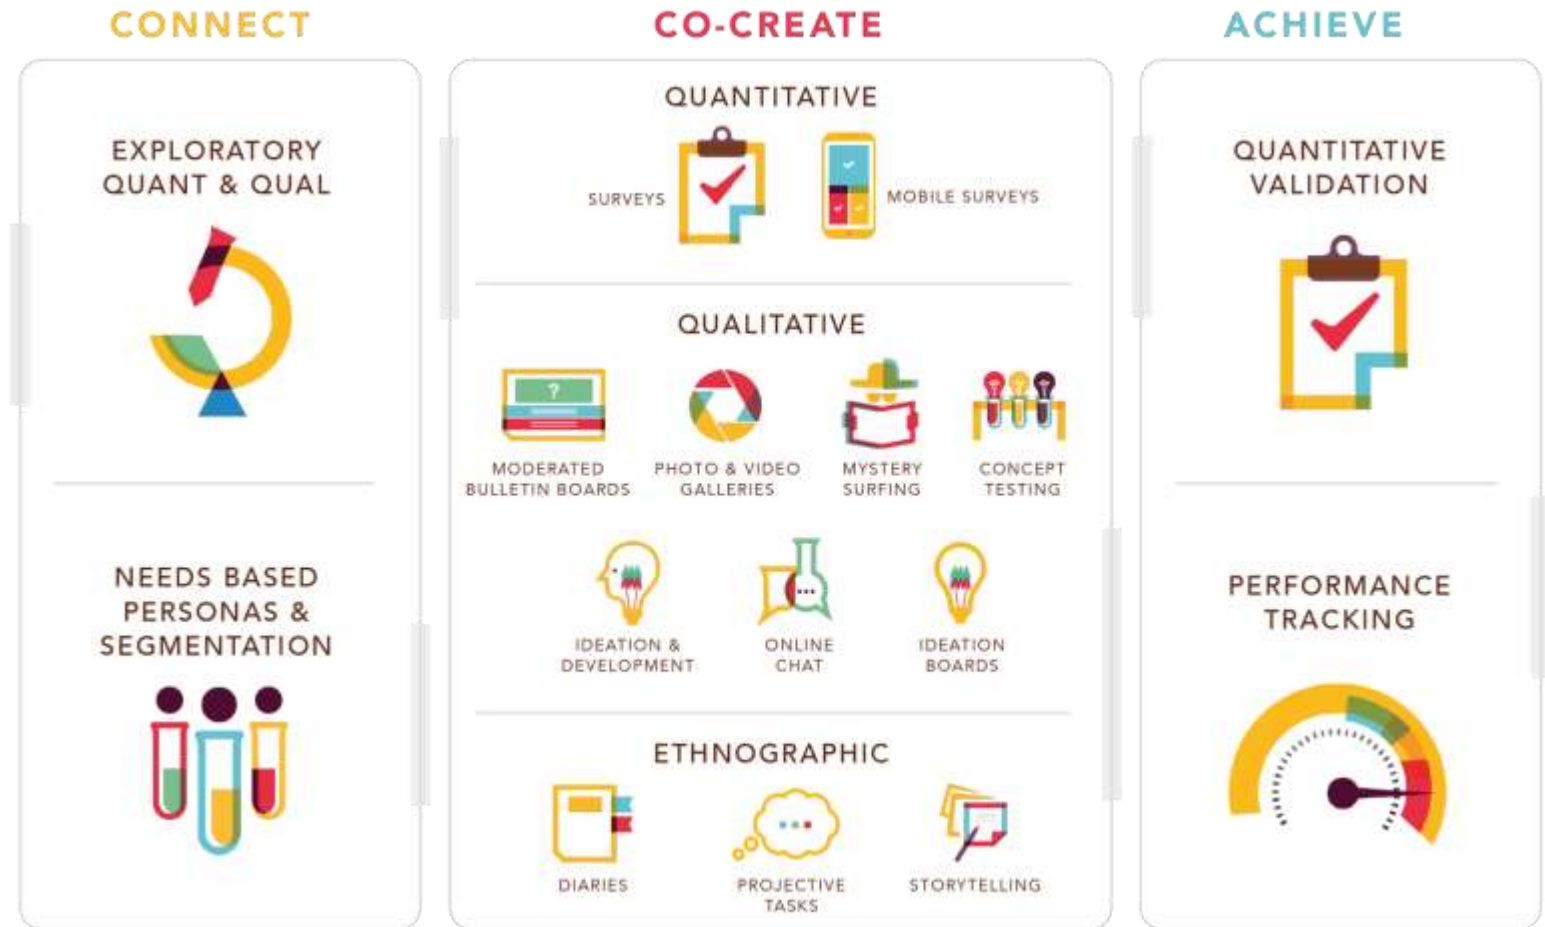 CONNECT
EXPLORATORY
QUANT & QUAL
NEEDS BASED
PERSONAS &
SEGMENTATION
CO-CREATE
QUANTITATIVE
SURVEYS
MOBILE SURVEYS
QUALITATIVE
?
MODERATED
BULLETIN BOARDS
PHOTO & VIDEO
GALLERIES
MYSTERY
SURFING
CONCEPT
TESTING
IDEATION &
DEVELOPMENT
ONLINE
CHAT
IDEATION
BOARDS
ETHNOGRAPHIC
DIARIES
PROJECTIVE
TASKS
STORYTELLING
ACHIEVE
QUANTITATIVE
VALIDATION
PERFORMANCE
TRACKING